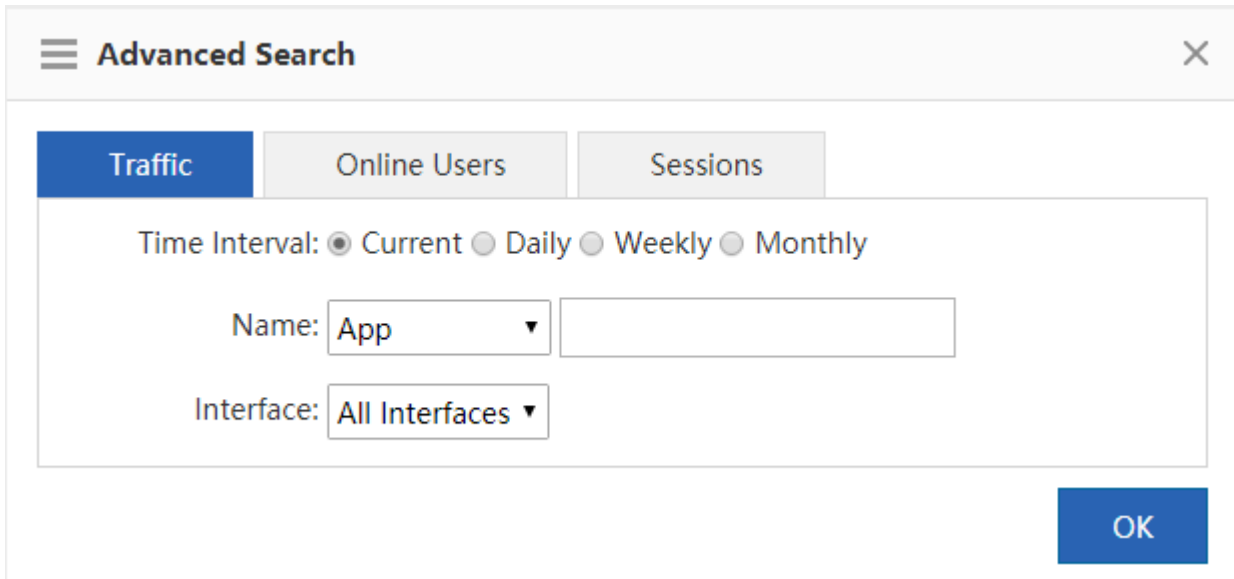 Advanced Search
Traffic Online Users Sessions
Time Interval: Current Daily Weekly Monthly
Name: App
Interface: All Interfaces
OK